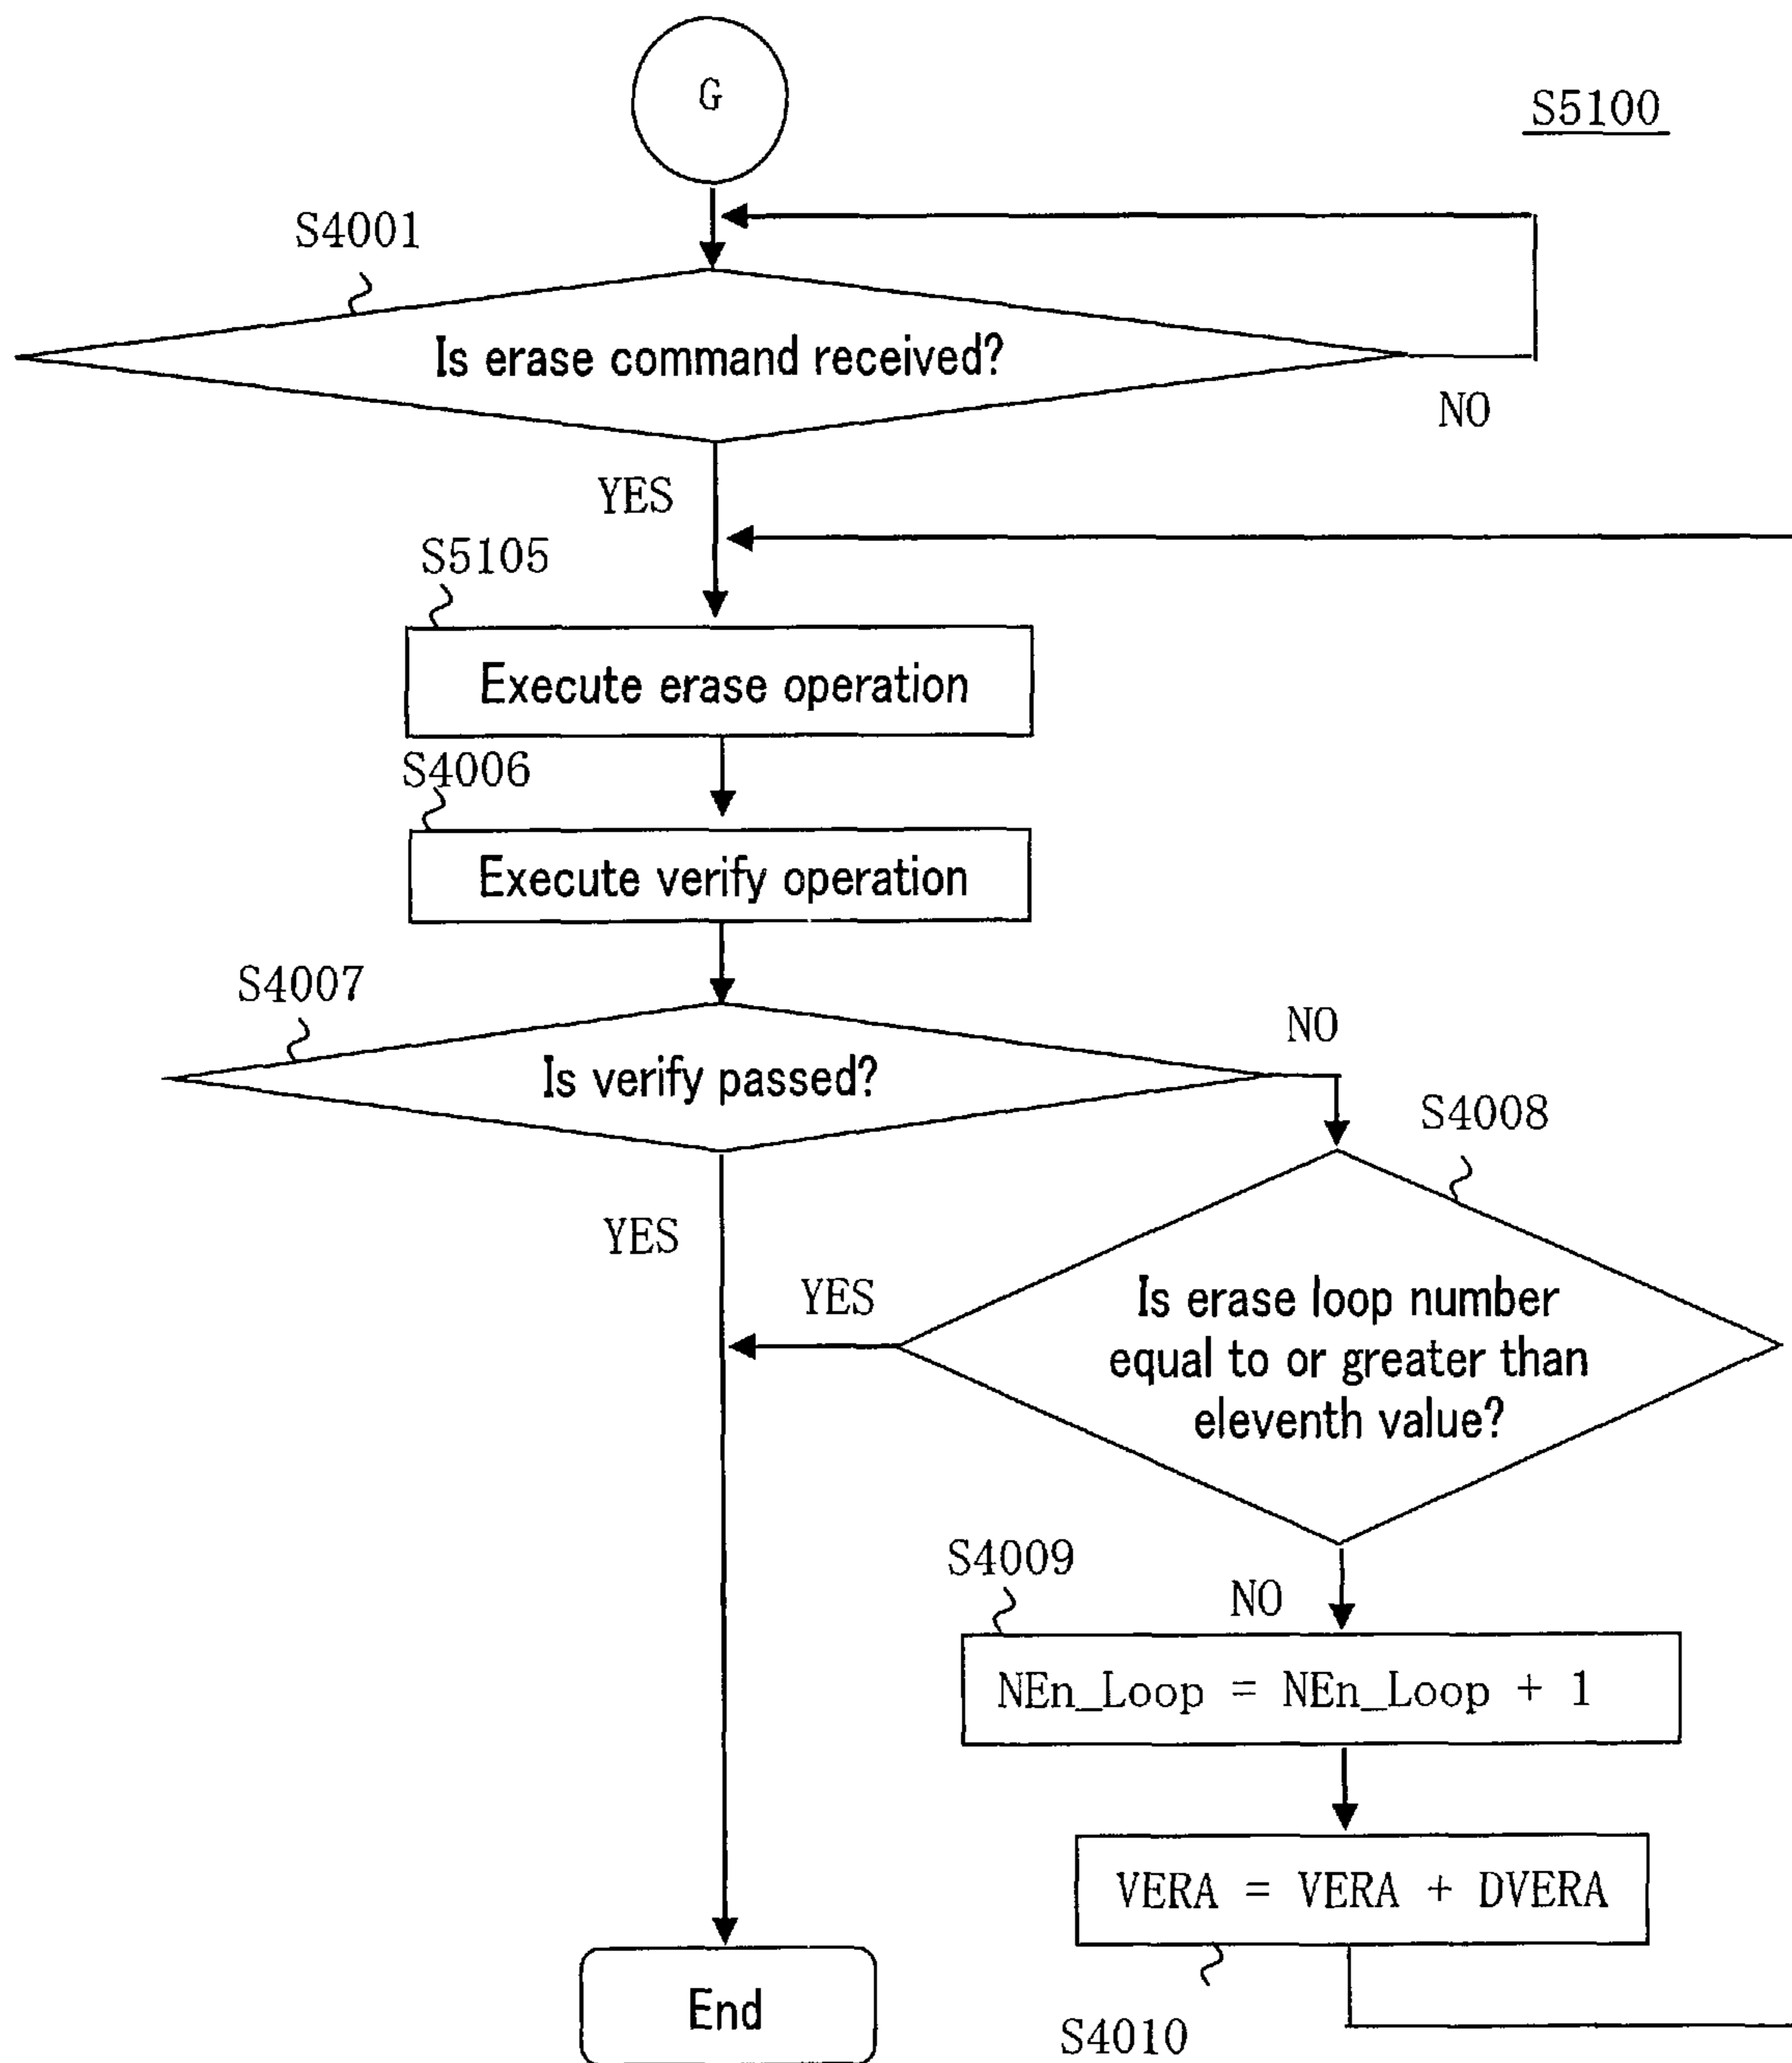 G
S5100
S4001
Is erase command received?
NO
YES
S5105
Execute erase operation
S4006
Execute verify operation
S4007
NO
Is verify passed?
S4008
YES
YES
Is erase loop number
equal to or greater than
eleventh value?
S4009
NO
NEn_Loop = NEn_Loop + 1
VERA = VERA + DVERA
End
S4010